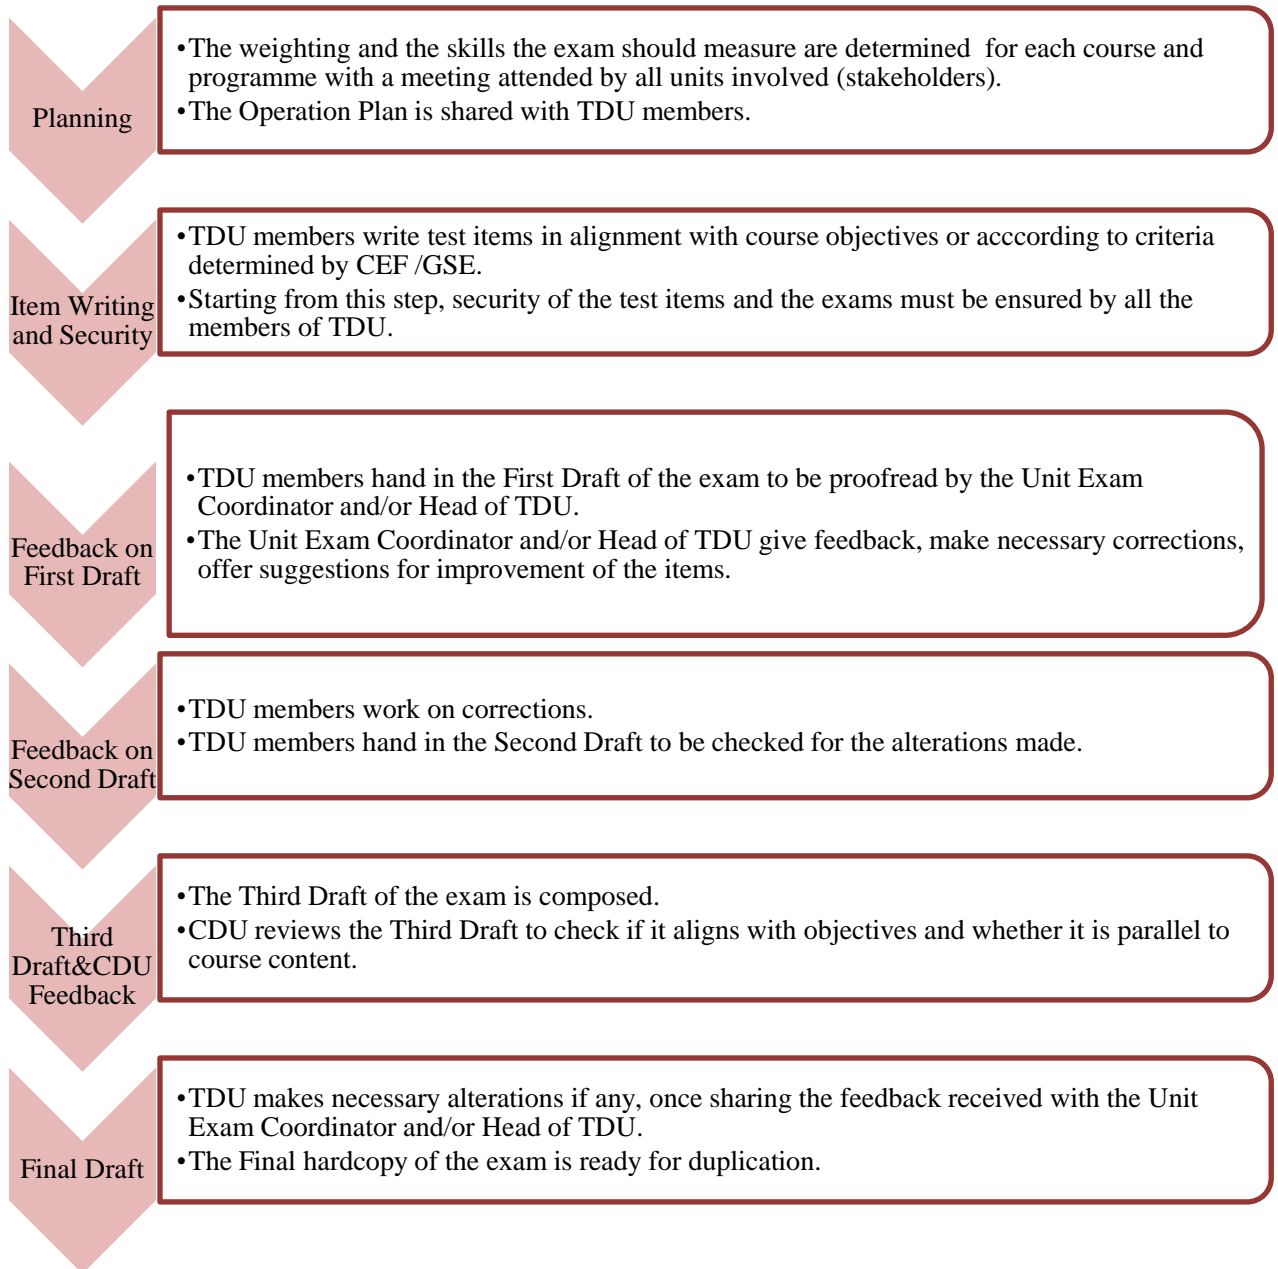 Planning
•The weighting and the skills the exam should measure are determined  for each course and
programme with a meeting attended by all units involved (stakeholders).
•The Operation Plan is shared with TDU members.
Item Writing
and Security
•TDU members write test items in alignment with course objectives or acccording to criteria
determined by CEF /GSE.
•Starting from this step, security of the test items and the exams must be ensured by all the
members of TDU.
Feedback on
First Draft
•TDU members hand in the First Draft of the exam to be proofread by the Unit Exam
Coordinator and/or Head of TDU.
•The Unit Exam Coordinator and/or Head of TDU give feedback, make necessary corrections,
offer suggestions for improvement of the items.
Feedback on
Second Draft
•TDU members work on corrections.
•TDU members hand in the Second Draft to be checked for the alterations made.
Third
Draft&CDU
Feedback
•The Third Draft of the exam is composed.
•CDU reviews the Third Draft to check if it aligns with objectives and whether it is parallel to
course content.
Final Draft
•TDU makes necessary alterations if any, once sharing the feedback received with the Unit
Exam Coordinator and/or Head of TDU.
•The Final hardcopy of the exam is ready for duplication.